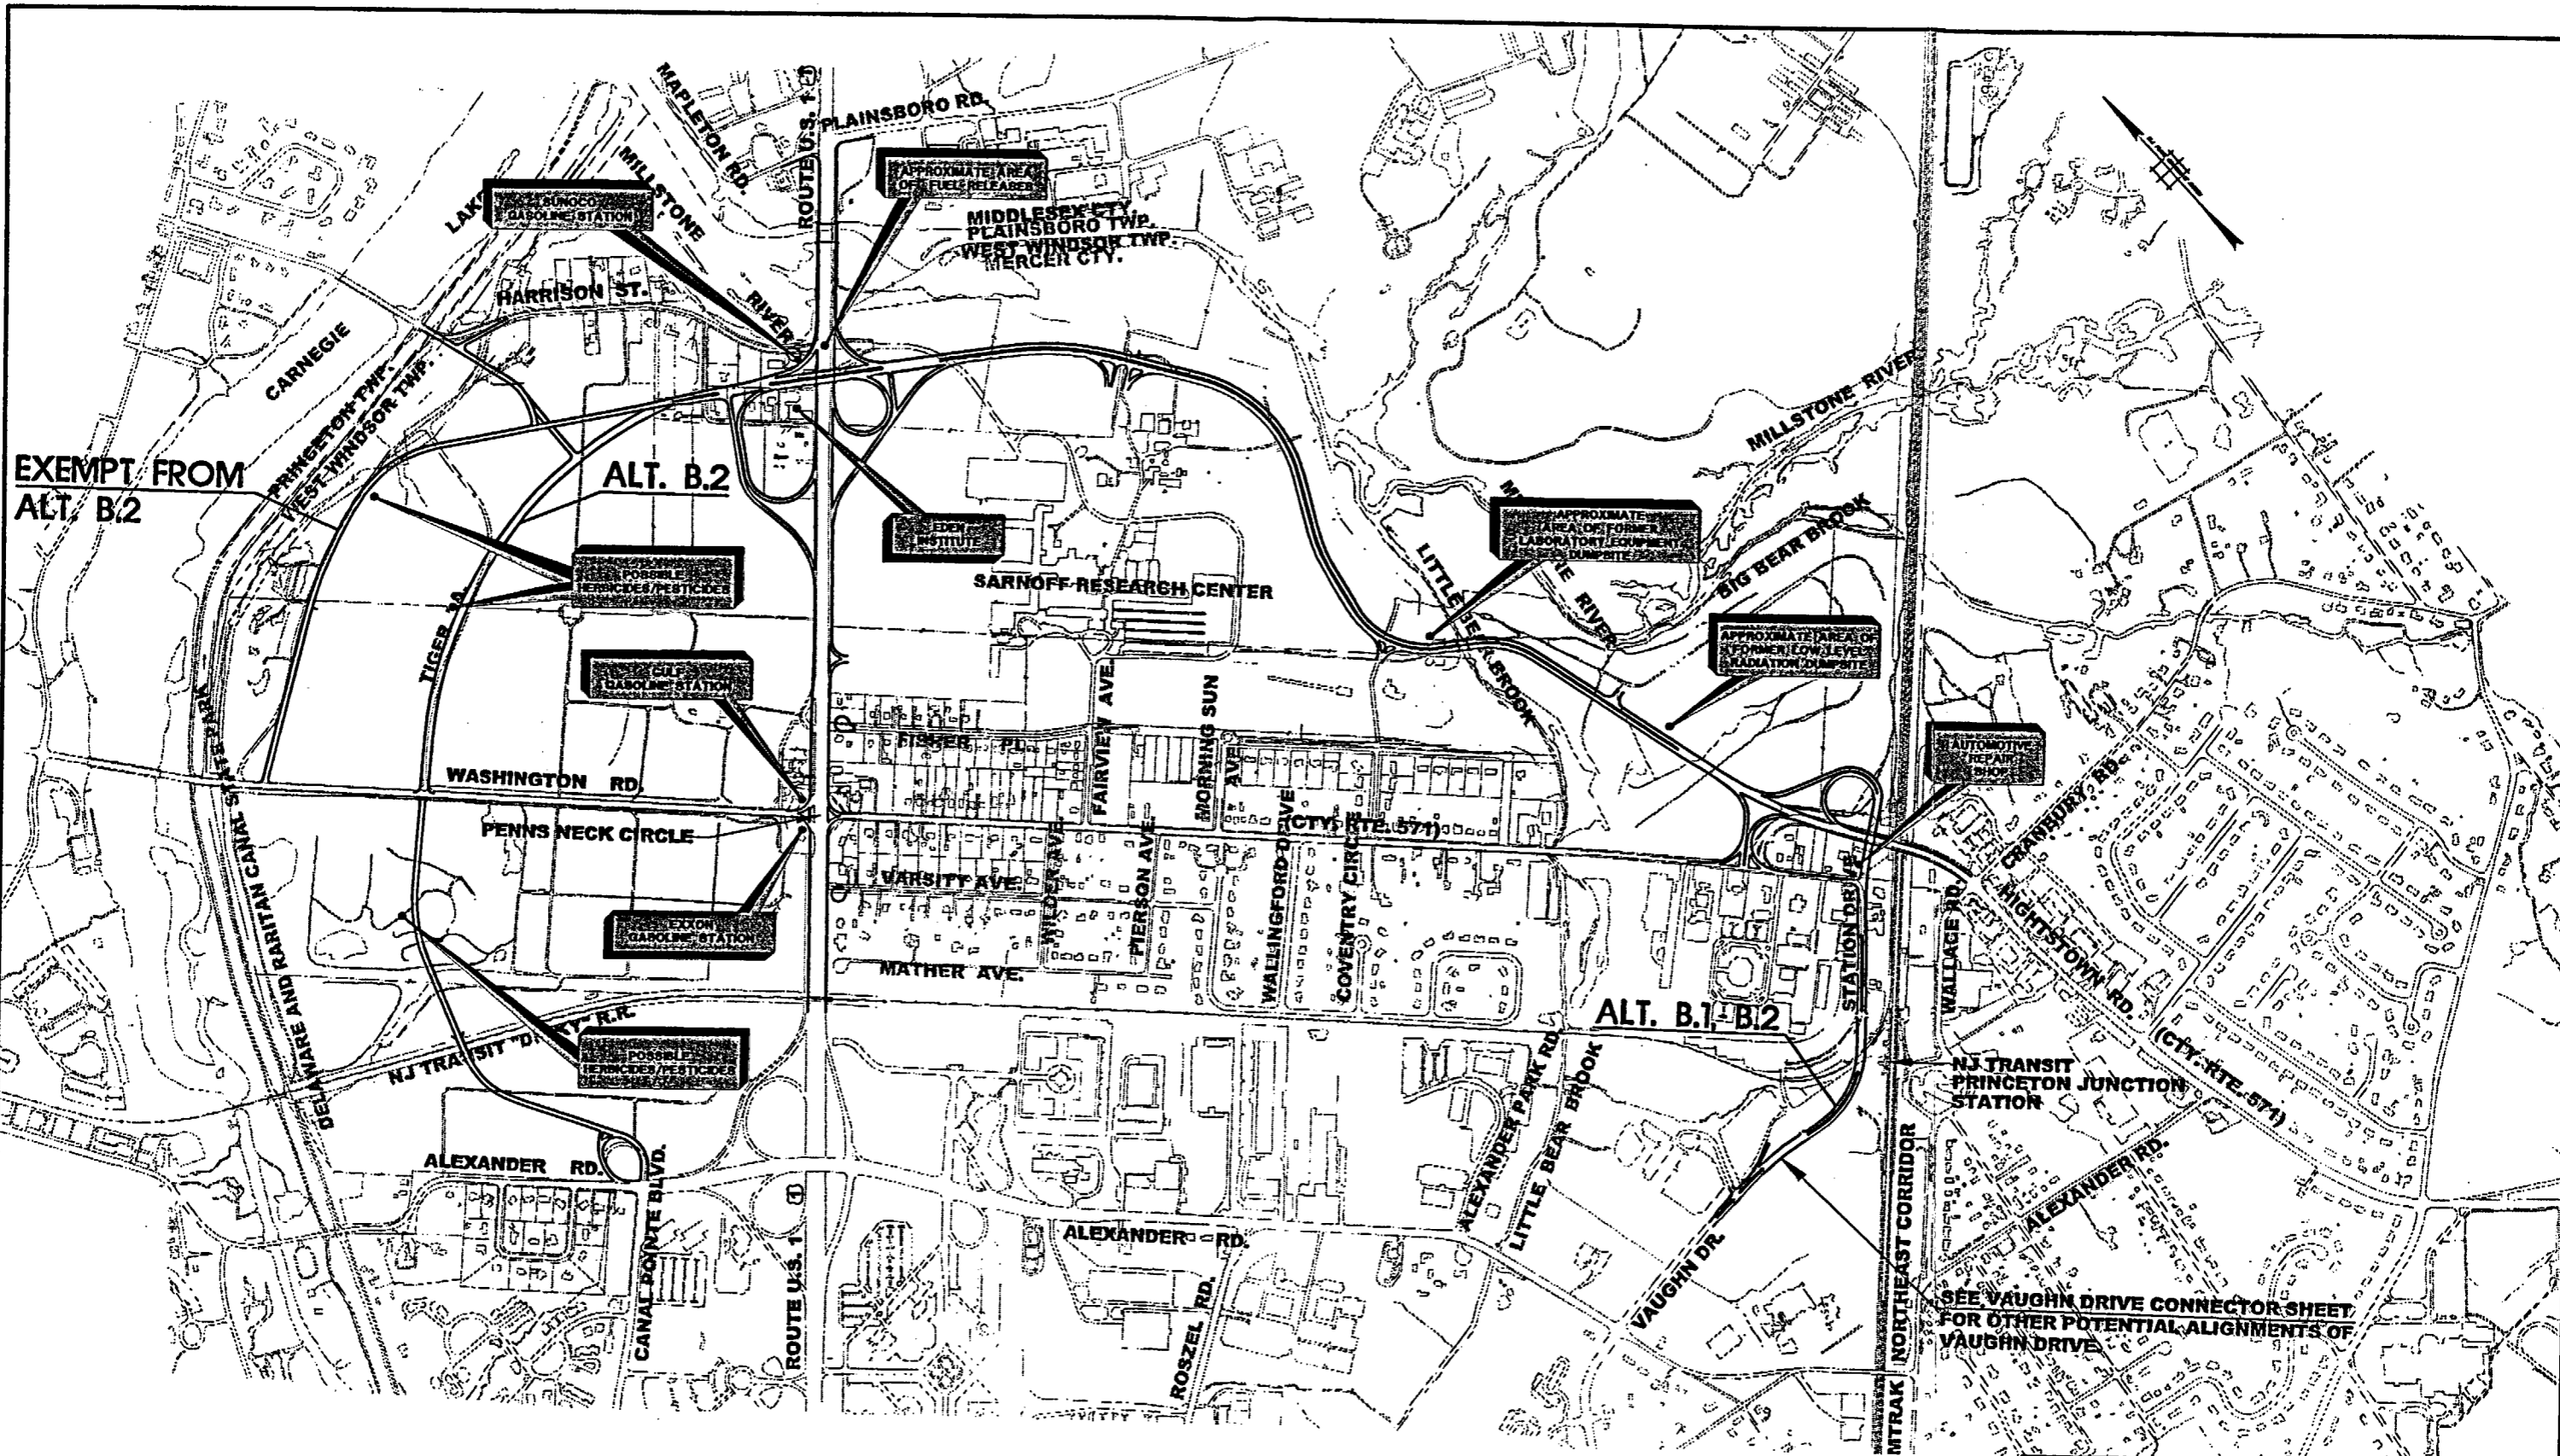 MAPLETON RD.
ROUTE U.S. 1
PLAINSBORO RD.
MILLSTONE
RIVER
APPROXIMATE AREA
OF FUEL RELEASES
SUNOCO
GASOLINE STATION
MIDDLESEX CTY.
PLAINSBORO TWP.
WEST WINDSOR TWP.
MERCER CTY.
HARRISON ST.
CARNEGIE
PRINCETON TWP.
WEST WINDSOR TWP.
MILLSTONE RIVER
EXEMPT FROM
ALT. B.2
ALT. B.2
EDEN
INSTITUTE
APPROXIMATE
AREA OF FORMER
LABORATORY EQUIPMENT
DUMPSITE
RIVER
BIG BEAR BROOK
LITTLE BEAR BROOK
POSSIBLE
HERBICIDES/PESTICIDES
SARNOFF RESEARCH CENTER
TIGER
APPROXIMATE AREA OF
FORMER LOW LEVEL
RADIATION DUMPSITE
GULF
GASOLINE STATION
FAIRVIEW AVE.
MORNING SUN
AVE.
AUTOMOTIVE
REPAIR
SHOP
FISHER PL.
WASHINGTON RD.
PENNS NECK CIRCLE
(CTY. RTE. 571)
CRANBURY RD.
VARSITY AVE.
WILDER AVE.
PIERSON AVE.
WALLINGFORD DRIVE
COVENTRY CIRCLE
STATION DRIVE
WALLACE RD.
HIGHTSTOWN RD.
(CTY. RTE. 571)
EXXON
GASOLINE STATION
MATHER AVE.
DELAWARE AND RARITAN CANAL STATE PARK
ALT. B.1, B.2
NJ TRANSIT
R.R.
POSSIBLE
HERBICIDES/PESTICIDES
NJ TRANSIT
PRINCETON JUNCTION
STATION
ALEXANDER PARK RD.
LITTLE BEAR BROOK
ALEXANDER RD.
CANAL POINTE BLVD.
ROUTE U.S. 1
ALEXANDER RD.
ROSZEL RD.
VAUGHN DR.
ALEXANDER RD.
NORTHEAST CORRIDOR
SEE VAUGHN DRIVE CONNECTOR SHEET
FOR OTHER POTENTIAL ALIGNMENTS OF
VAUGHN DRIVE